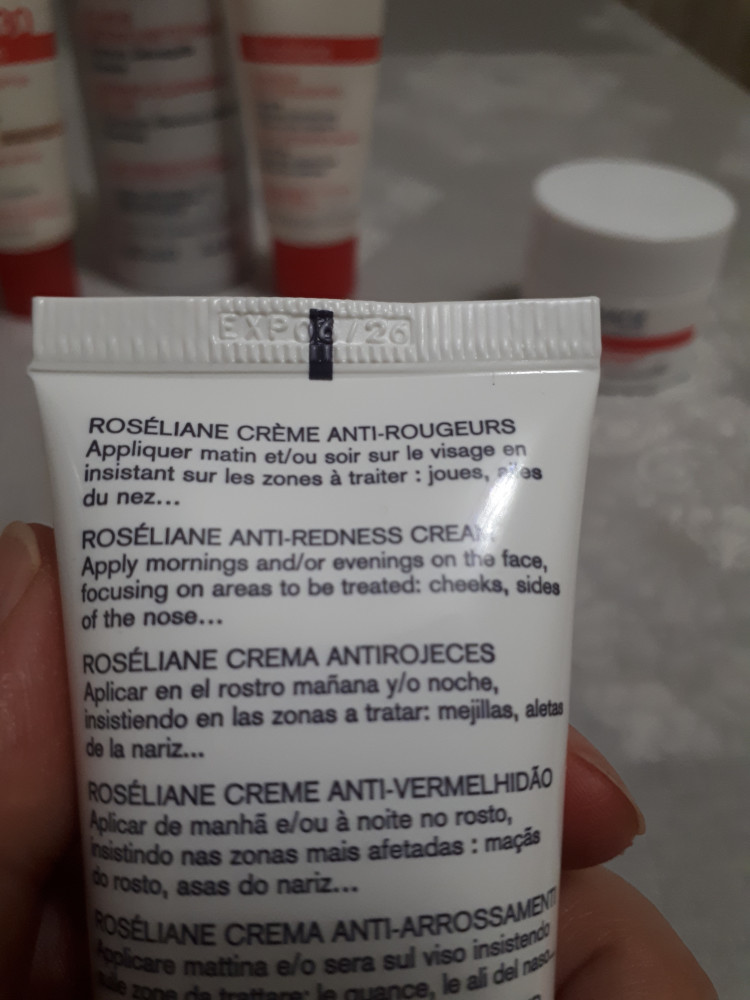 EXP 06/26
ROSÉLIANE CRÈME ANTI-ROUGEURS
Appliquer matin et/ou soir sur le visage en
insistant sur les zones à traiter : joues, ailes
du nez...
ROSÉLIANE ANTI-REDNESS CREAM
Apply mornings and/or evenings on the face,
focusing on areas to be treated: cheeks, sides
of the nose...
ROSÉLIANE CREMA ANTIROJECES
Aplicar en el rostro mañana y/o noche,
insistiendo en las zonas a tratar: mejillas, aletas
de la nariz...
ROSÉLIANE CREME ANTI-VERMELHIDÃO
Aplicar de manhã e/ou à noite no rosto,
insistindo nas zonas mais afetadas : maçãs
do rosto, asas do nariz...
ROSÉLIANE CREMA ANTI-ARROSSAMENTI
Applicare mattina e/o sera sul viso insistendo
sulle zone da trattare: le guance, le ali del naso...